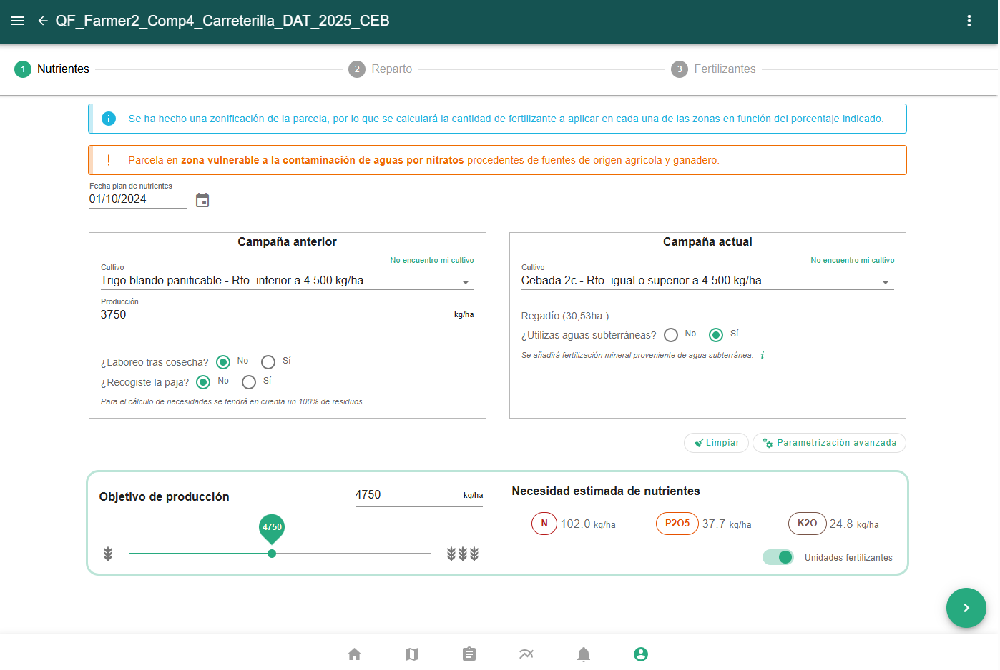 QF_Farmer2_Comp4_Carreterilla_DAT_2025_CEB
1 Nutrientes
2 Reparto
3 Fertilizantes
Se ha hecho una zonificación de la parcela, por lo que se calculará la cantidad de fertilizante a aplicar en cada una de las zonas en función del porcentaje indicado.
Parcela en zona vulnerable a la contaminación de aguas por nitratos procedentes de fuentes de origen agrícola y ganadero.
Fecha plan de nutrientes
01/10/2024
Campaña anterior
No encuentro mi cultivo
Cultivo
Trigo blando panificable - Rto. inferior a 4.500 kg/ha
Producción
3750 kg/ha
¿Laboreo tras cosecha? No Sí
¿Recogiste la paja? No Sí
Para el cálculo de necesidades se tendrá en cuenta un 100% de residuos.
Campaña actual
No encuentro mi cultivo
Cultivo
Cebada 2c - Rto. igual o superior a 4.500 kg/ha
Regadío (30,53ha.)
¿Utilizas aguas subterráneas? No Sí
Se añadirá fertilización mineral proveniente de agua subterránea. i
Limpiar
Parametrización avanzada
Objetivo de producción
4750 kg/ha
4750
Necesidad estimada de nutrientes
N 102.0 kg/ha
P2O5 37.7 kg/ha
K2O 24.8 kg/ha
Unidades fertilizantes